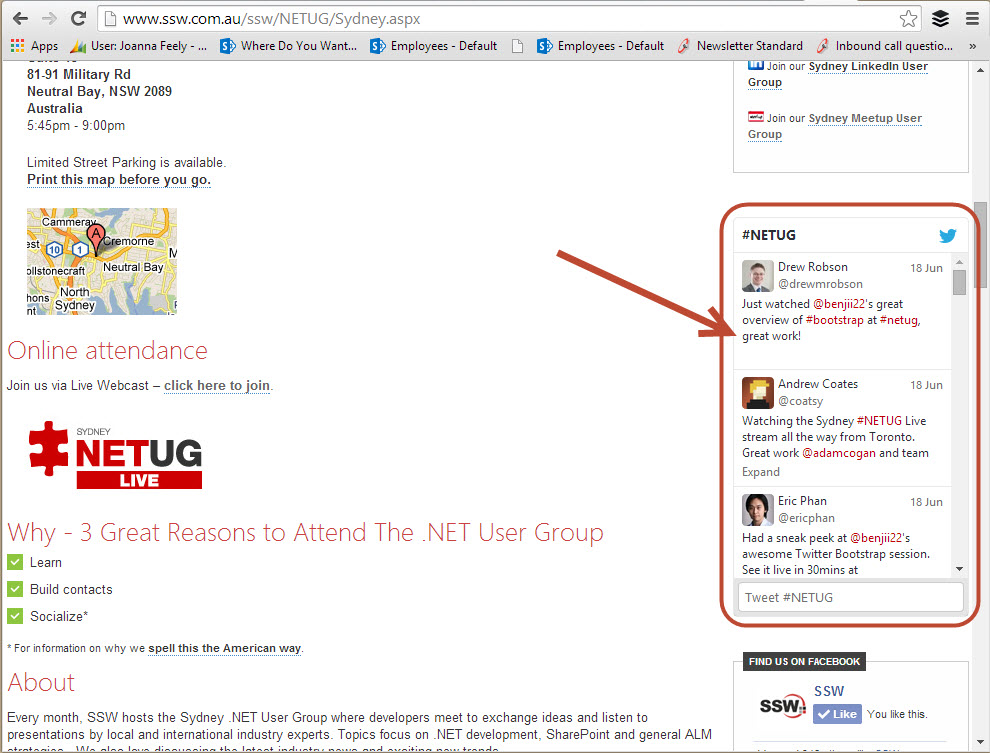 www.ssw.com.au/ssw/NETUG/Sydney.aspx
Apps User: Joanna Feely - ... Where Do You Want... Employees - Default Employees - Default Newsletter Standard Inbound call questio... »
81-91 Military Rd
Neutral Bay, NSW 2089
Australia
5:45pm - 9:00pm
Limited Street Parking is available.
Print this map before you go.
Cammeray
A
Cremorne
est
10
1
ollstonecraft
Neutral Bay
M
North
Sydney
hons
nt
Online attendance
Join us via Live Webcast – click here to join.
SYDNEY
NETUG
LIVE
Why - 3 Great Reasons to Attend The .NET User Group
Learn
Build contacts
Socialize*
* For information on why we spell this the American way.
About
Every month, SSW hosts the Sydney .NET User Group where developers meet to exchange ideas and listen to
presentations by local and international industry experts. Topics focus on .NET development, SharePoint and general ALM
Join our Sydney LinkedIn User
Group
Join our Sydney Meetup User
Group
#NETUG
Drew Robson 18 Jun
@drewmrobson
Just watched @benjii22's great
overview of #bootstrap at #netug,
great work!
Andrew Coates 18 Jun
@coatsy
Watching the Sydney #NETUG Live
stream all the way from Toronto.
Great work @adamcogan and team
Expand
Eric Phan 18 Jun
@ericphan
Had a sneak peek at @benjii22's
awesome Twitter Bootstrap session.
See it live in 30mins at
Tweet #NETUG
FIND US ON FACEBOOK
SSW
SSW
Like You like this.